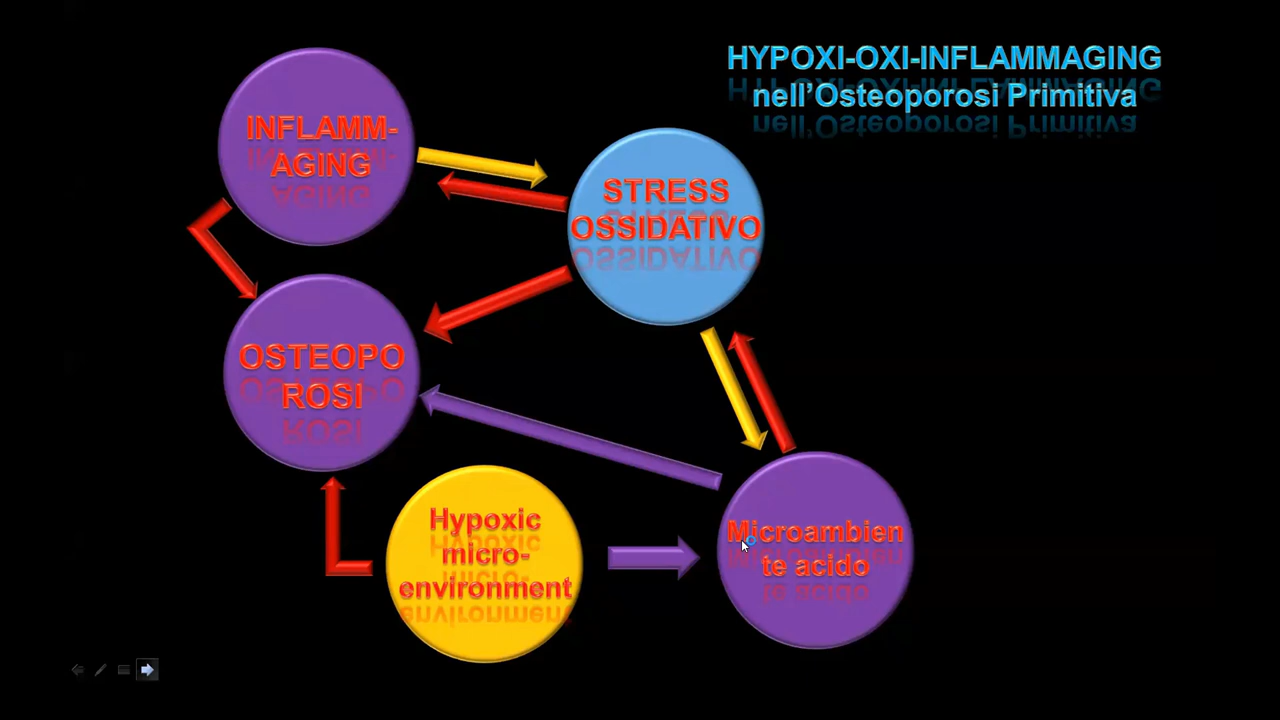 HYPOXI-OXI-INFLAMMAGING
nell'Osteoporosi Primitiva
INFLAMM-
AGING
STRESS
OSSIDATIVO
OSTEOPO
ROSI
Hypoxic
micro-
environment
Microambien
te acido